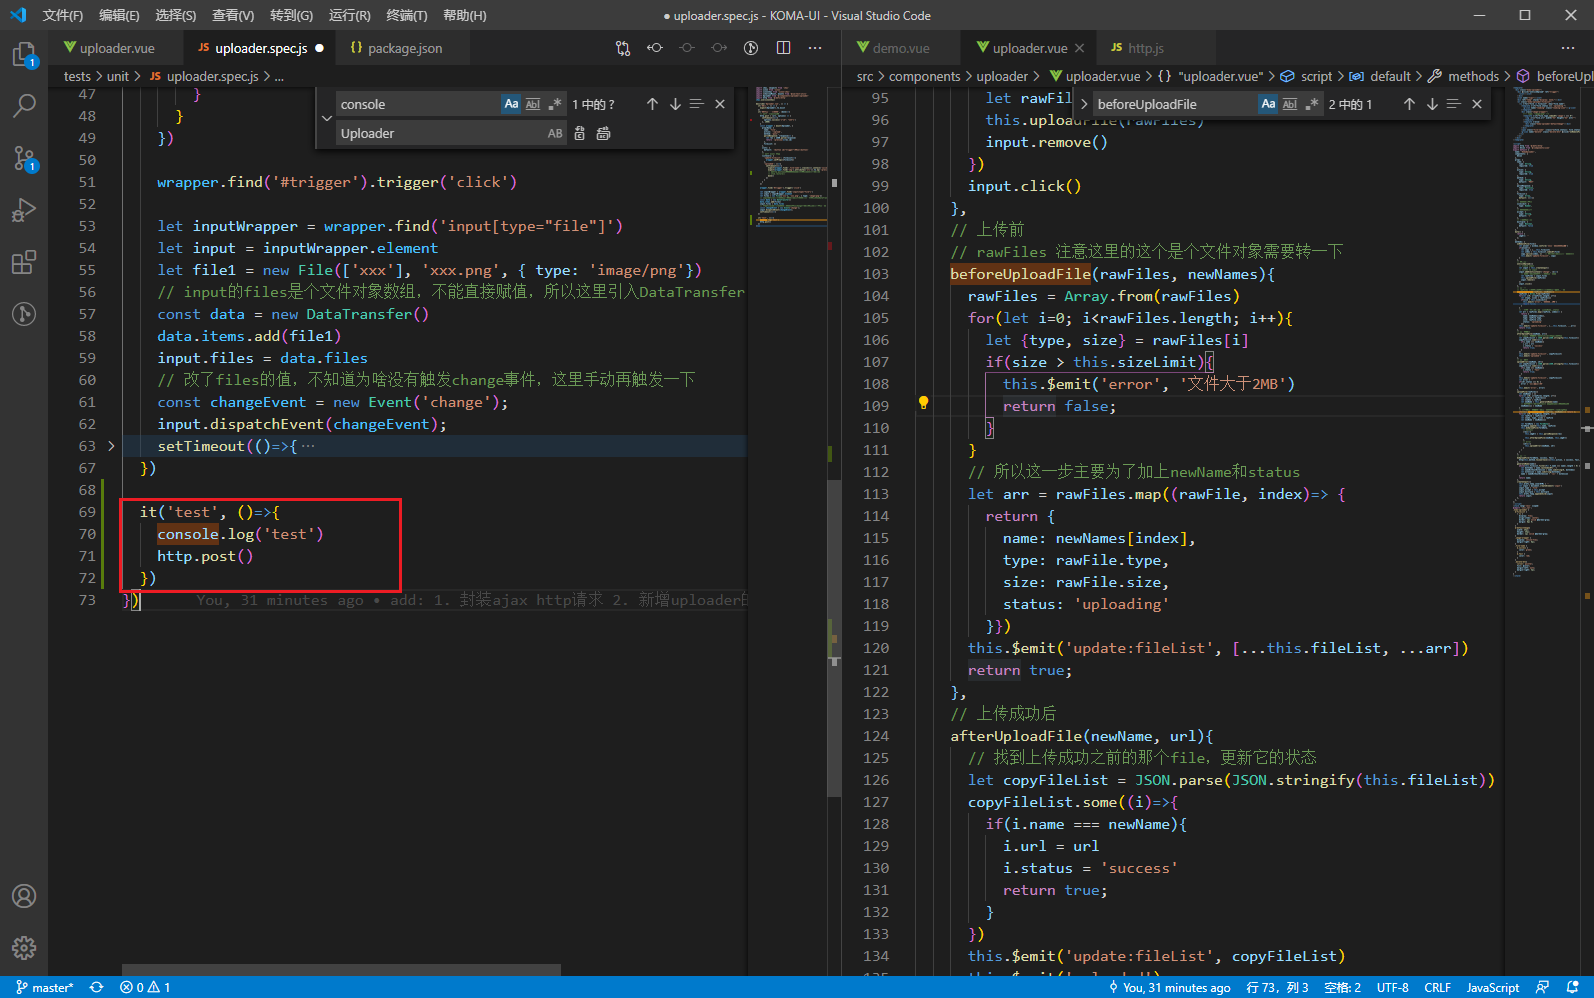 文件(F) 编辑(E) 选择(S) 查看(V) 转到(G) 运行(R) 终端(T) 帮助(H)
● uploader.spec.js - KOMA-UI - Visual Studio Code
uploader.vue
JS uploader.spec.js ●
{} package.json
tests > unit > JS uploader.spec.js > ...
console
Aa Abl .* 1 中的 ?
Uploader
AB
47 }
48 }
49 })
50
51 wrapper.find('#trigger').trigger('click')
52
53 let inputWrapper = wrapper.find('input[type="file"]')
54 let input = inputWrapper.element
55 let file1 = new File(['xxx'], 'xxx.png', { type: 'image/png'})
56 // input的files是个文件对象数组，不能直接赋值，所以这里引入DataTransfer
57 const data = new DataTransfer()
58 data.items.add(file1)
59 input.files = data.files
60 // 改了files的值，不知道为啥没有触发change事件，这里手动再触发一下
61 const changeEvent = new Event('change');
62 input.dispatchEvent(changeEvent);
63 setTimeout(()=>{ ...
67 })
68
69 it('test', ()=>{
70 console.log('test')
71 http.post()
72 })
73 }) You, 31 minutes ago • add: 1. 封装ajax http请求 2. 新增uploader的
demo.vue
uploader.vue
JS http.js
src > components > uploader > uploader.vue > {} "uploader.vue" > script > default > methods > beforeUpl
beforeUploadFile
Aa Abl .* 2 中的 1
95 let rawFil
96 this.uploadFile(rawFiles)
97 input.remove()
98 })
99 input.click()
100 },
101 // 上传前
102 // rawFiles 注意这里的这个是个文件对象需要转一下
103 beforeUploadFile(rawFiles, newNames){
104 rawFiles = Array.from(rawFiles)
105 for(let i=0; i<rawFiles.length; i++){
106 let {type, size} = rawFiles[i]
107 if(size > this.sizeLimit){
108 this.$emit('error', '文件大于2MB')
109 return false;
110 }
111 }
112 // 所以这一步主要为了加上newName和status
113 let arr = rawFiles.map((rawFile, index)=> {
114 return {
115 name: newNames[index],
116 type: rawFile.type,
117 size: rawFile.size,
118 status: 'uploading'
119 }})
120 this.$emit('update:fileList', [...this.fileList, ...arr])
121 return true;
122 },
123 // 上传成功后
124 afterUploadFile(newName, url){
125 // 找到上传成功之前的那个file，更新它的状态
126 let copyFileList = JSON.parse(JSON.stringify(this.fileList))
127 copyFileList.some((i)=>{
128 if(i.name === newName){
129 i.url = url
130 i.status = 'success'
131 return true;
132 }
133 })
134 this.$emit('update:fileList', copyFileList)
1
1
master* 0 1
You, 31 minutes ago 行 73，列 3 空格: 2 UTF-8 CRLF JavaScript